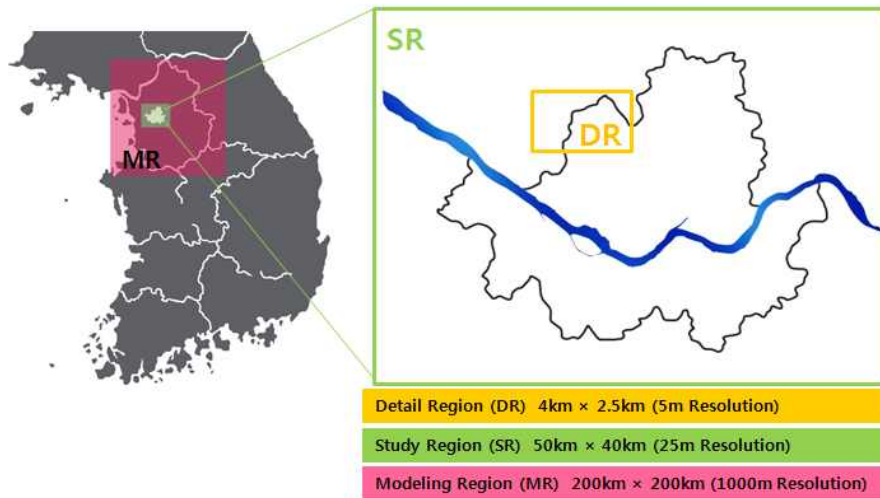 MR
SR
DR
Detail Region (DR) 4km × 2.5km (5m Resolution)
Study Region (SR) 50km × 40km (25m Resolution)
Modeling Region (MR) 200km × 200km (1000m Resolution)